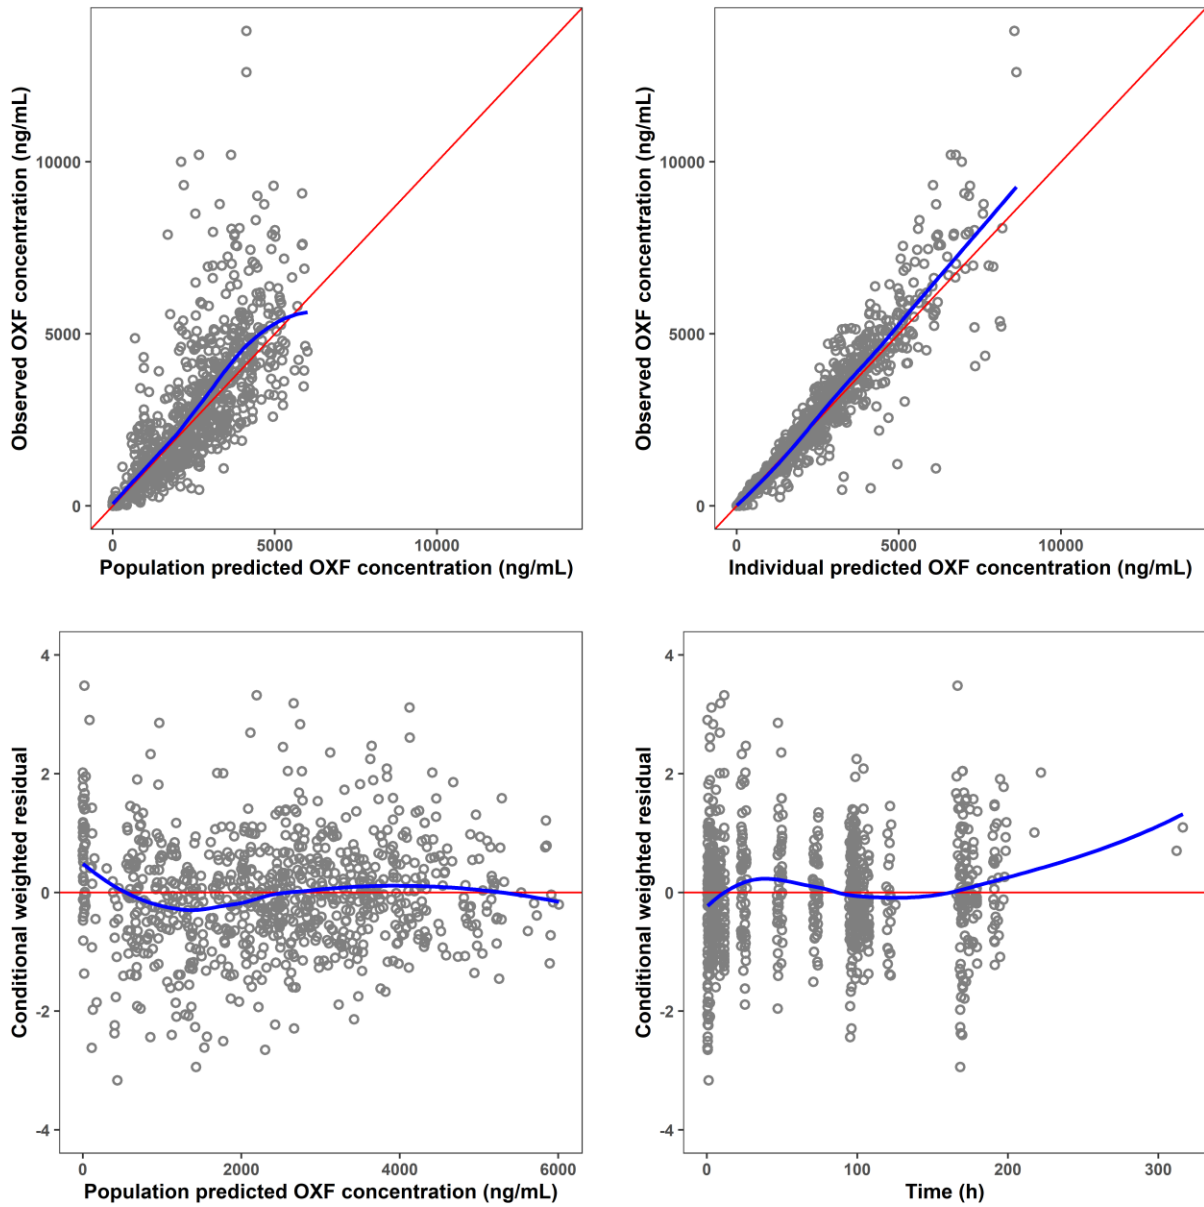 Observed OXF concentration (ng/mL)
10000
5000
0
0 5000 10000
Population predicted OXF concentration (ng/mL)
Observed OXF concentration (ng/mL)
10000
5000
0
0 5000 10000
Individual predicted OXF concentration (ng/mL)
Conditional weighted residual
4
2
0
-2
-4
0 2000 4000 6000
Population predicted OXF concentration (ng/mL)
Conditional weighted residual
4
2
0
-2
-4
0 100 200 300
Time (h)